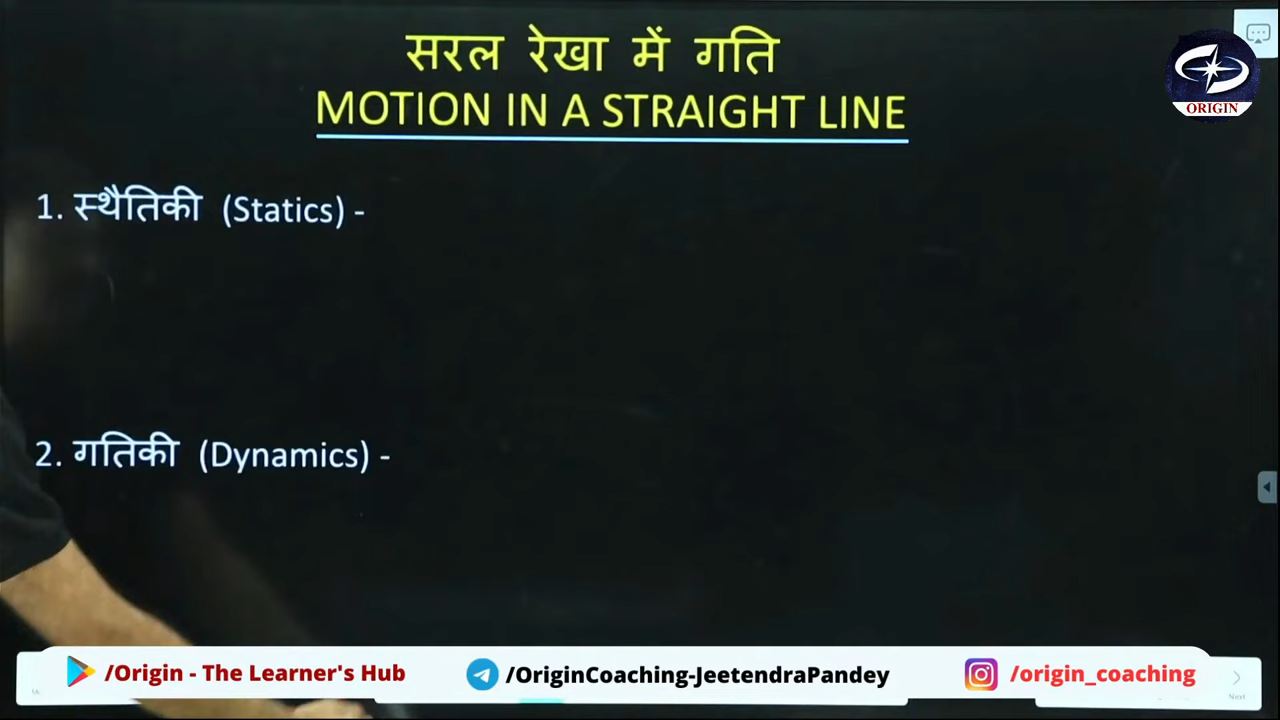 सरल रेखा में गति
MOTION IN A STRAIGHT LINE
ORIGIN
1. स्थैतिकी (Statics) -
2. गतिकी (Dynamics) -
/Origin - The Learner's Hub
/OriginCoaching-JeetendraPandey
/origin_coaching
Next